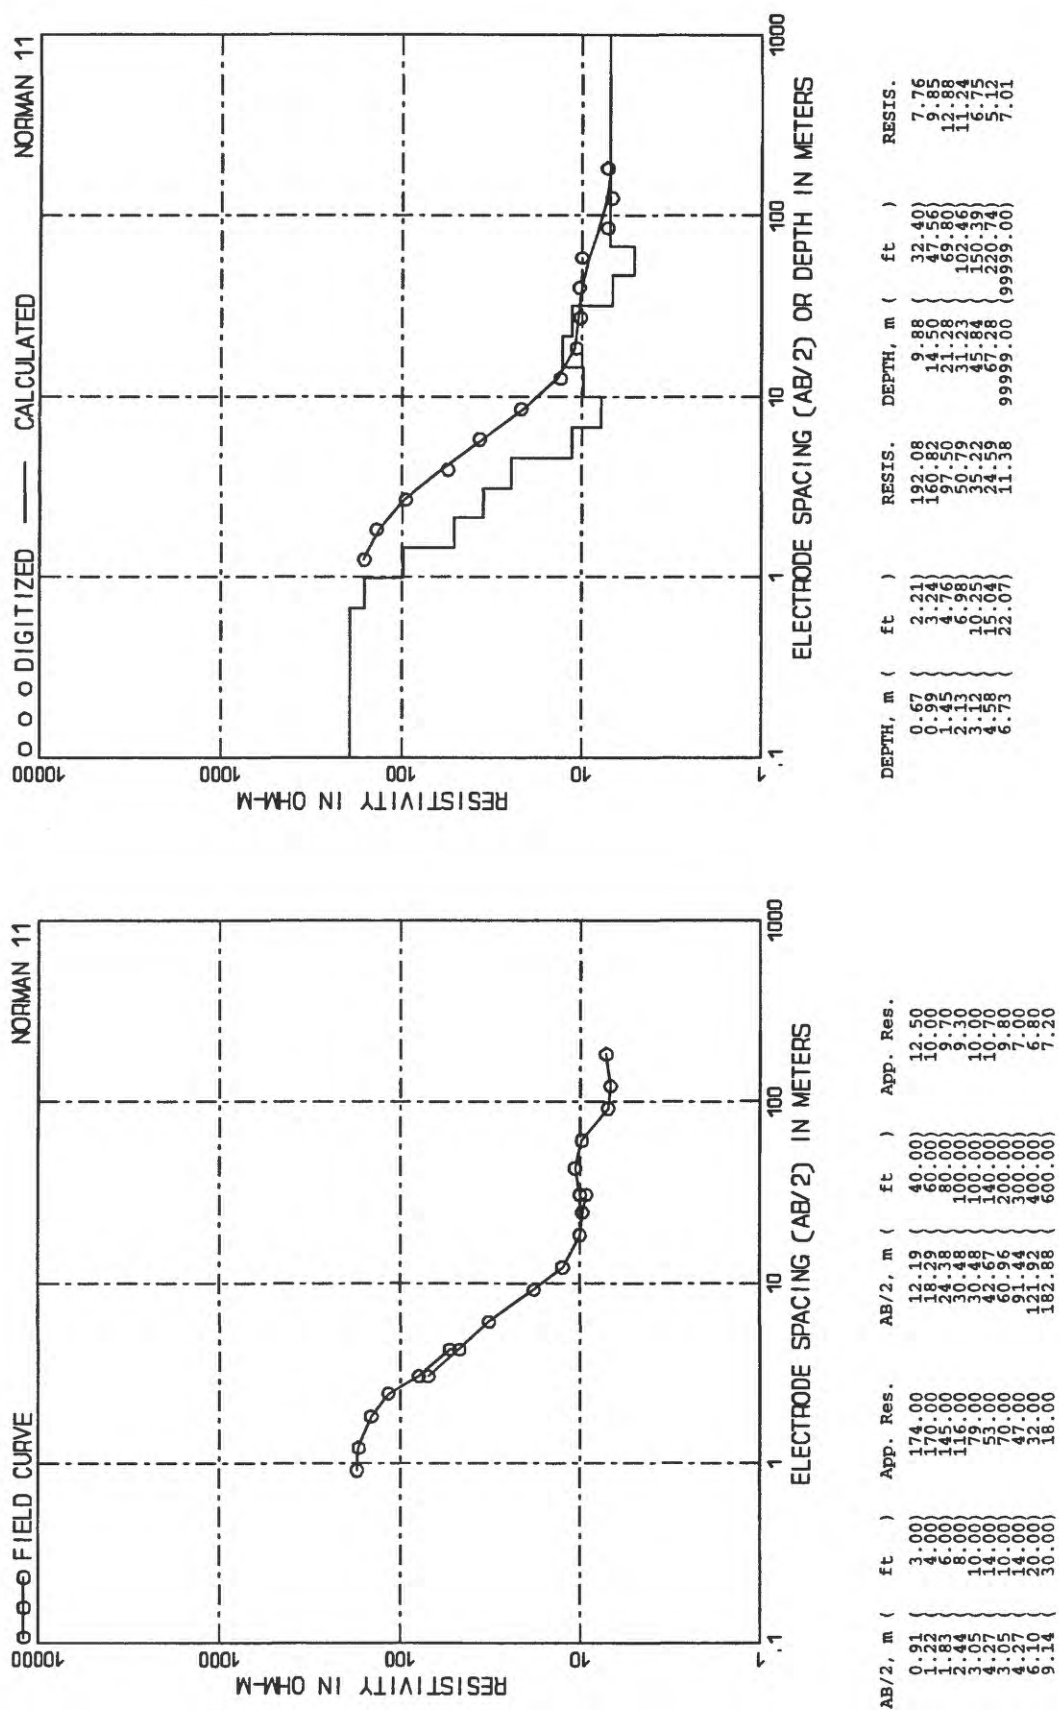 FIELD CURVE NORMAN 11
10000
1000
100
10
1
RESISTIVITY IN OHM-M
.1 1 10 100 1000
ELECTRODE SPACING (AB/2) IN METERS
AB/2, m ( ft ) App. Res. AB/2, m ( ft ) App. Res.
0.91 ( 3.00) 174.00 12.19 ( 40.00) 12.50
1.22 ( 4.00) 170.00 18.29 ( 60.00) 10.00
1.83 ( 6.00) 145.00 24.38 ( 80.00) 9.70
2.44 ( 8.00) 116.00 30.48 ( 100.00) 9.30
3.05 ( 10.00) 79.00 30.48 ( 100.00) 10.00
4.27 ( 14.00) 53.00 42.67 ( 140.00) 10.70
3.05 ( 10.00) 70.00 60.96 ( 200.00) 9.80
4.27 ( 14.00) 47.00 91.44 ( 300.00) 7.00
6.10 ( 20.00) 32.00 121.92 ( 400.00) 6.80
9.14 ( 30.00) 18.00 182.88 ( 600.00) 7.20
o o o DIGITIZED —— CALCULATED NORMAN 11
10000
1000
100
10
1
RESISTIVITY IN OHM-M
.1 1 10 100 1000
ELECTRODE SPACING (AB/2) OR DEPTH IN METERS
DEPTH, m ( ft ) RESIS. DEPTH, m ( ft ) RESIS.
0.67 ( 2.21) 192.08 9.88 ( 32.40) 7.76
0.99 ( 3.24) 160.82 14.50 ( 47.56) 9.85
1.45 ( 4.76) 97.50 21.28 ( 69.80) 12.88
2.13 ( 6.98) 50.79 31.23 ( 102.46) 11.24
3.12 ( 10.25) 35.22 45.84 ( 150.39) 6.75
4.58 ( 15.04) 24.59 67.28 ( 220.74) 5.12
6.73 ( 22.07) 11.38 99999.00 (99999.00) 7.01